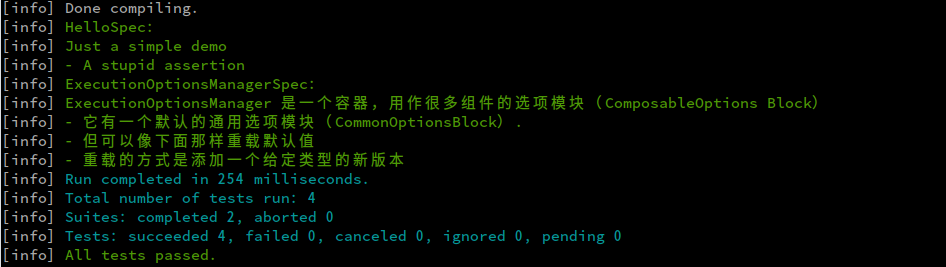 [info] Done compiling.
[info] HelloSpec:
[info] Just a simple demo
[info] - A stupid assertion
[info] ExecutionOptionsManagerSpec:
[info] ExecutionOptionsManager 是一个容器，用作很多组件的选项模块（ComposableOptions Block）
[info] - 它有一个默认的通用选项模块（CommonOptionsBlock）.
[info] - 但可以像下面那样重载默认值
[info] - 重载的方式是添加一个给定类型的新版本
[info] Run completed in 254 milliseconds.
[info] Total number of tests run: 4
[info] Suites: completed 2, aborted 0
[info] Tests: succeeded 4, failed 0, canceled 0, ignored 0, pending 0
[info] All tests passed.